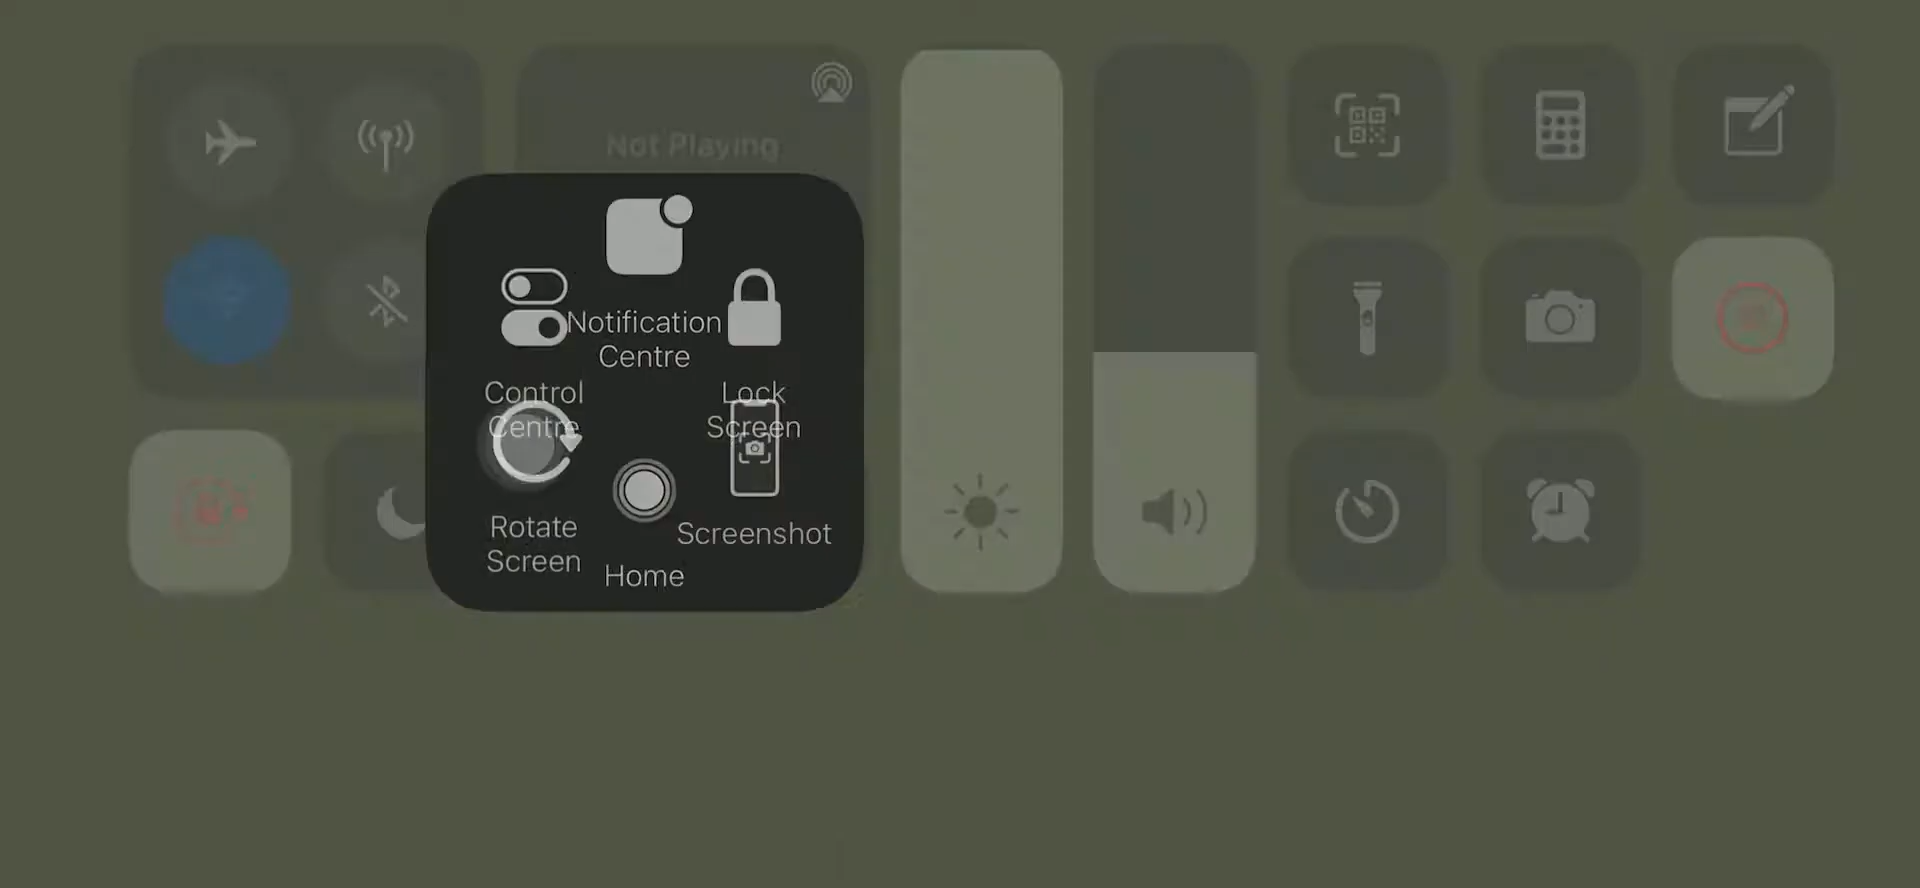 Not Playing
Notification
Centre
Control
Centre
Lock
Screen
Rotate
Screen
Screenshot
Home